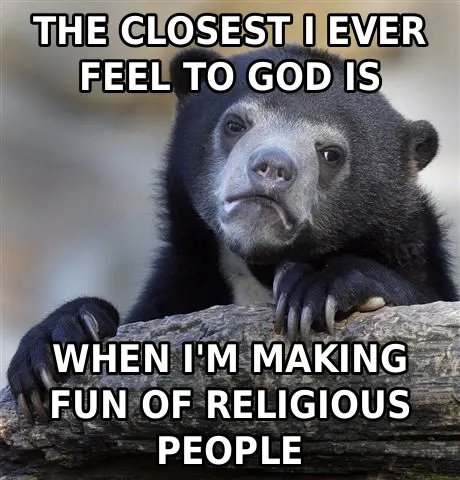 THE CLOSEST I EVER
FEEL TO GOD IS
WHEN I'M MAKING
FUN OF RELIGIOUS
PEOPLE